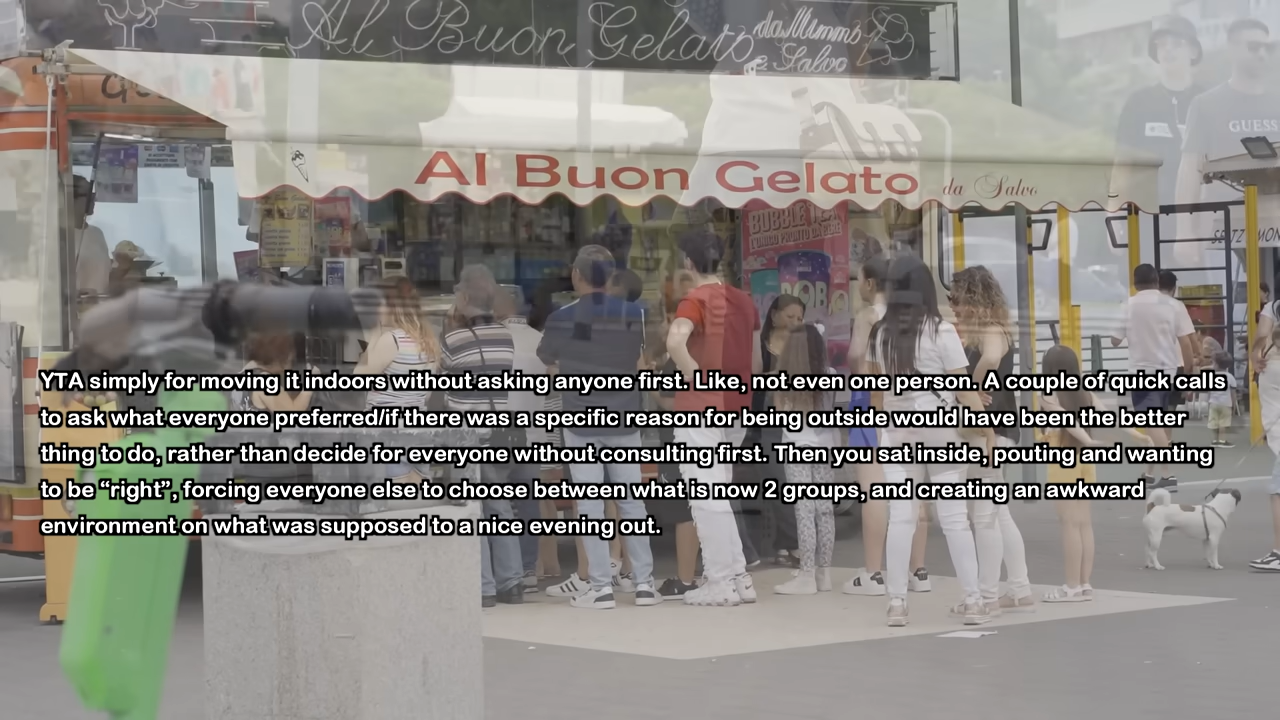 Al Buon Gelato
da Mimmo
e Salvo
Al Buon Gelato da Salvo
GUESS
BUBBLE TEA
YTA simply for moving it indoors without asking anyone first. Like, not even one person. A couple of quick calls
to ask what everyone preferred/if there was a specific reason for being outside would have been the better
thing to do, rather than decide for everyone without consulting first. Then you sat inside, pouting and wanting
to be “right”, forcing everyone else to choose between what is now 2 groups, and creating an awkward
environment on what was supposed to a nice evening out.